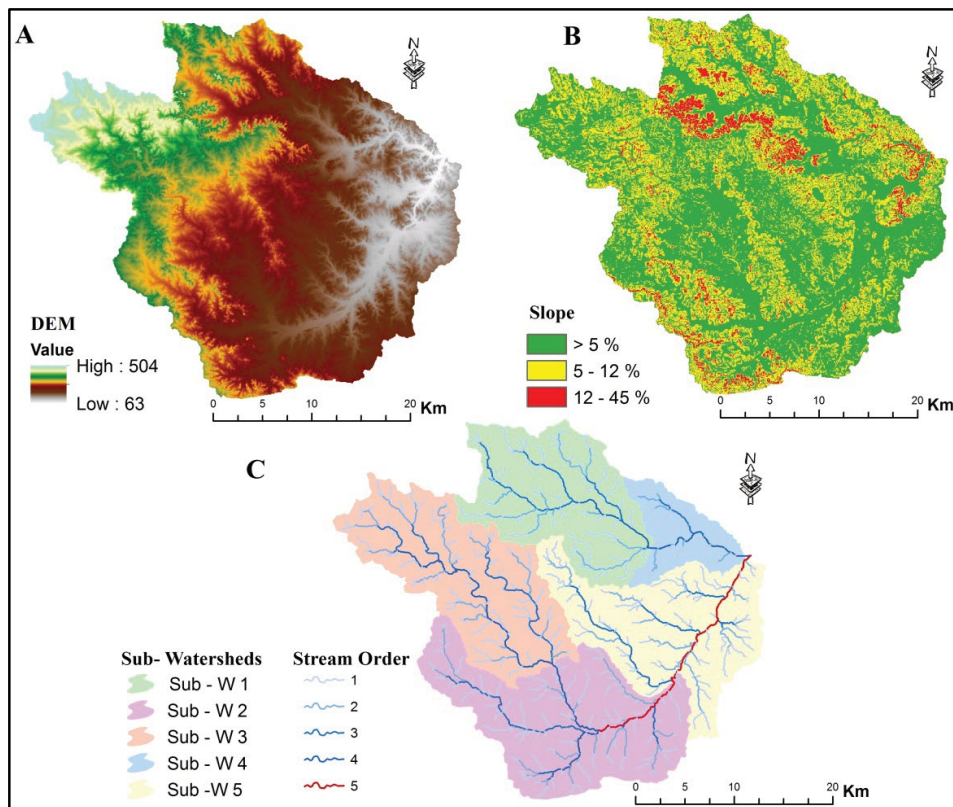 A
N
DEM
Value
High : 504
Low : 63
0 5 10 20
Km
B
N
Slope
> 5 %
5 - 12 %
12 - 45 %
0 5 10 20
Km
C
N
Sub- Watersheds
Sub - W 1
Sub - W 2
Sub - W 3
Sub - W 4
Sub -W 5
Stream Order
1
2
3
4
5
0 5 10 20
Km